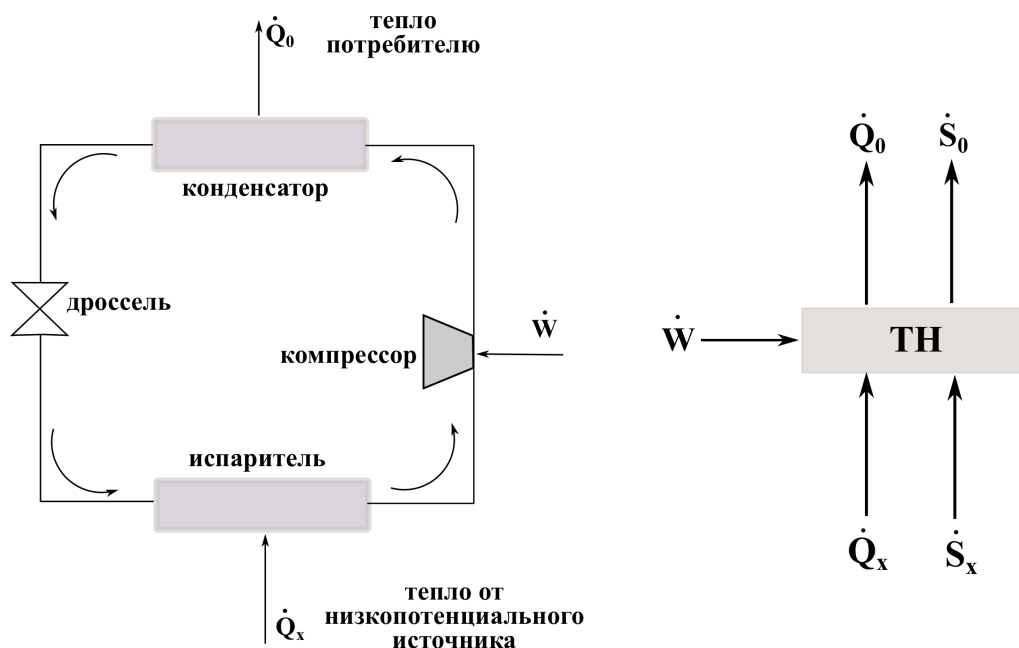 Q̇₀
тепло
потребителю
конденсатор
дроссель
компрессор
Ẇ
испаритель
Q̇ₓ
тепло от
низкопотенциального
источника
Q̇₀ Ṡ₀
Ẇ
ТН
Q̇ₓ Ṡₓ